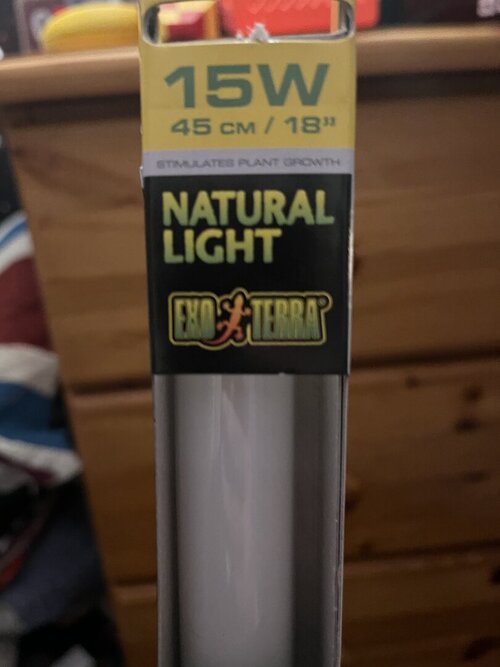 15W
45 CM / 18"
STIMULATES PLANT GROWTH
NATURAL
LIGHT
EXO TERRA®